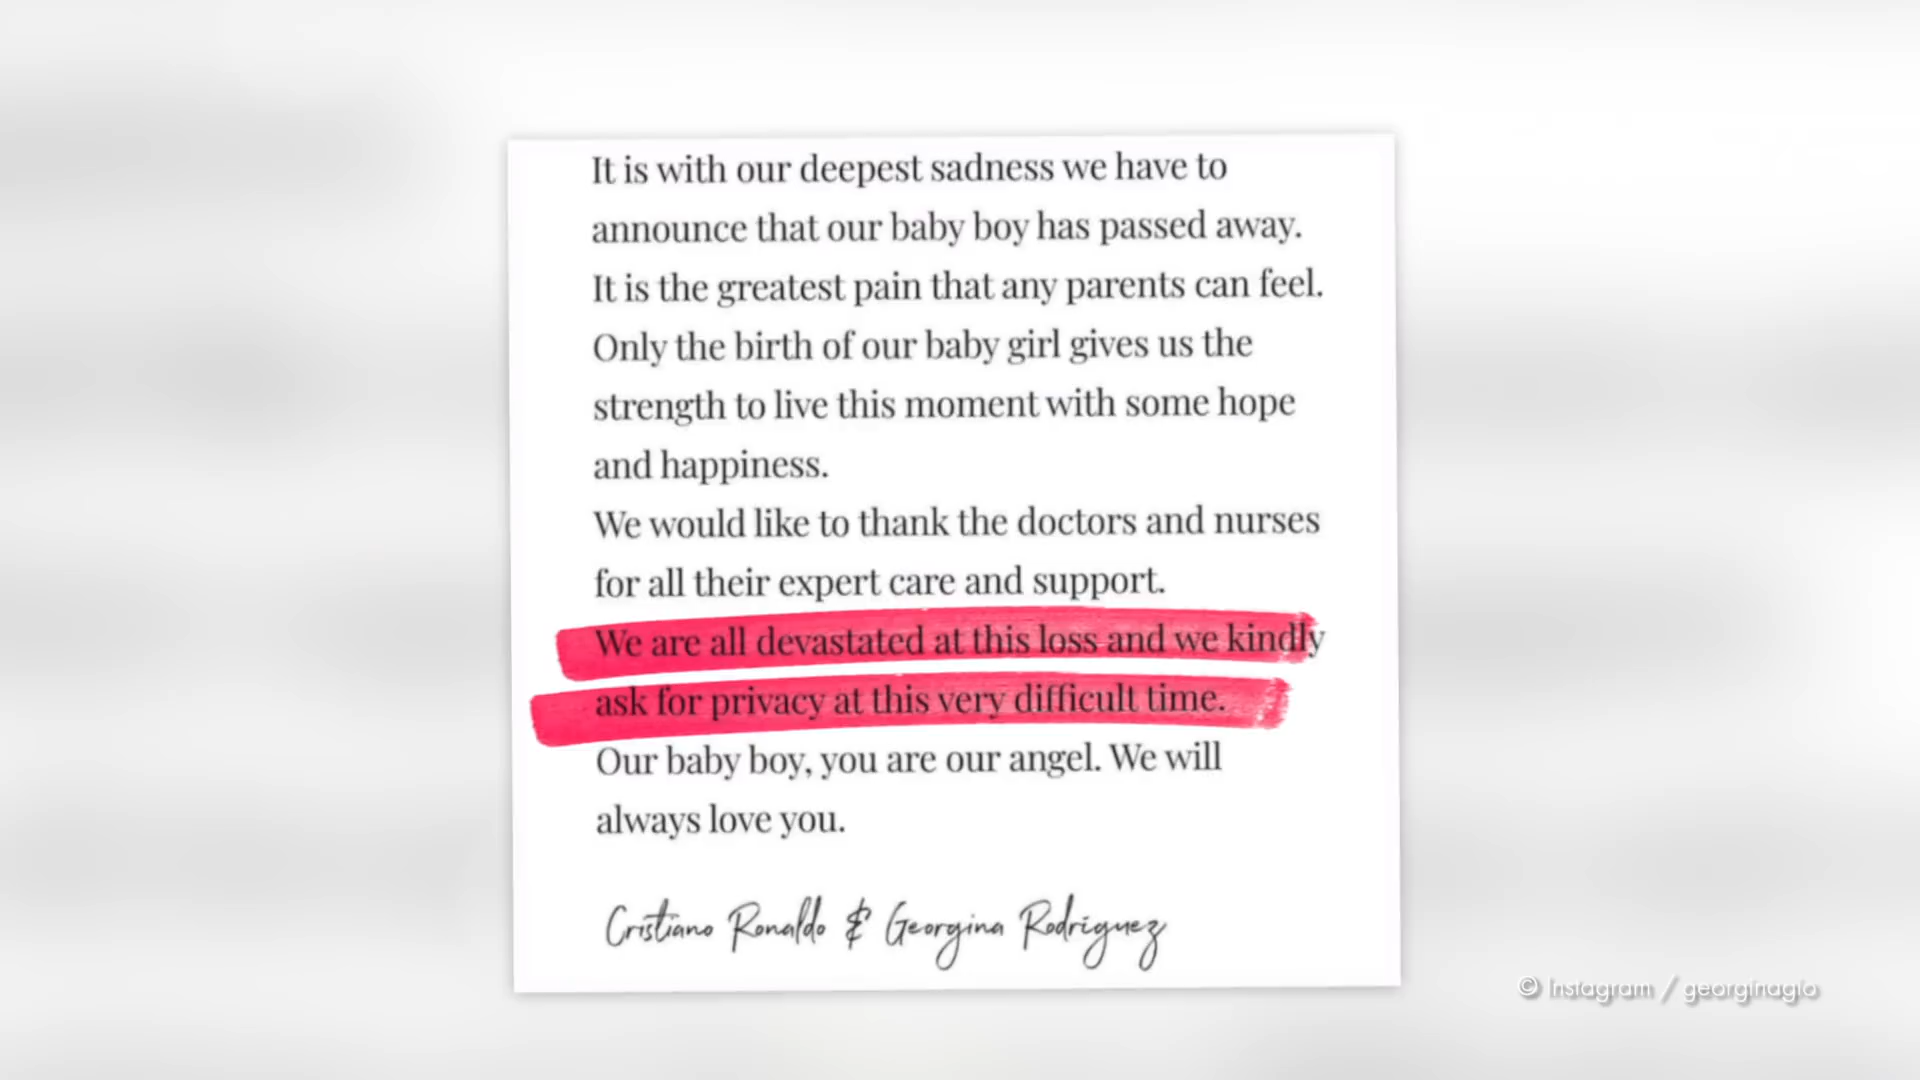 It is with our deepest sadness we have to
announce that our baby boy has passed away.
It is the greatest pain that any parents can feel.
Only the birth of our baby girl gives us the
strength to live this moment with some hope
and happiness.
We would like to thank the doctors and nurses
for all their expert care and support.
We are all devastated at this loss and we kindly
ask for privacy at this very difficult time.
Our baby boy, you are our angel. We will
always love you.
Cristiano Ronaldo & Georgina Rodriguez
© Instagram / georginagio